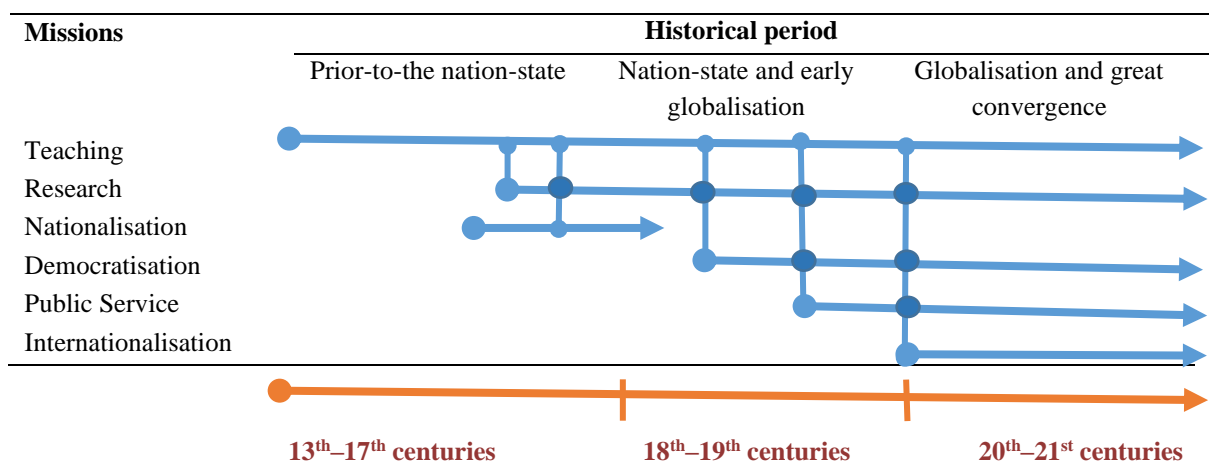 Missions
Historical period
Prior-to-the nation-state
Nation-state and early
globalisation
Globalisation and great
convergence
Teaching
Research
Nationalisation
Democratisation
Public Service
Internationalisation
13th–17th centuries
18th–19th centuries
20th–21st centuries